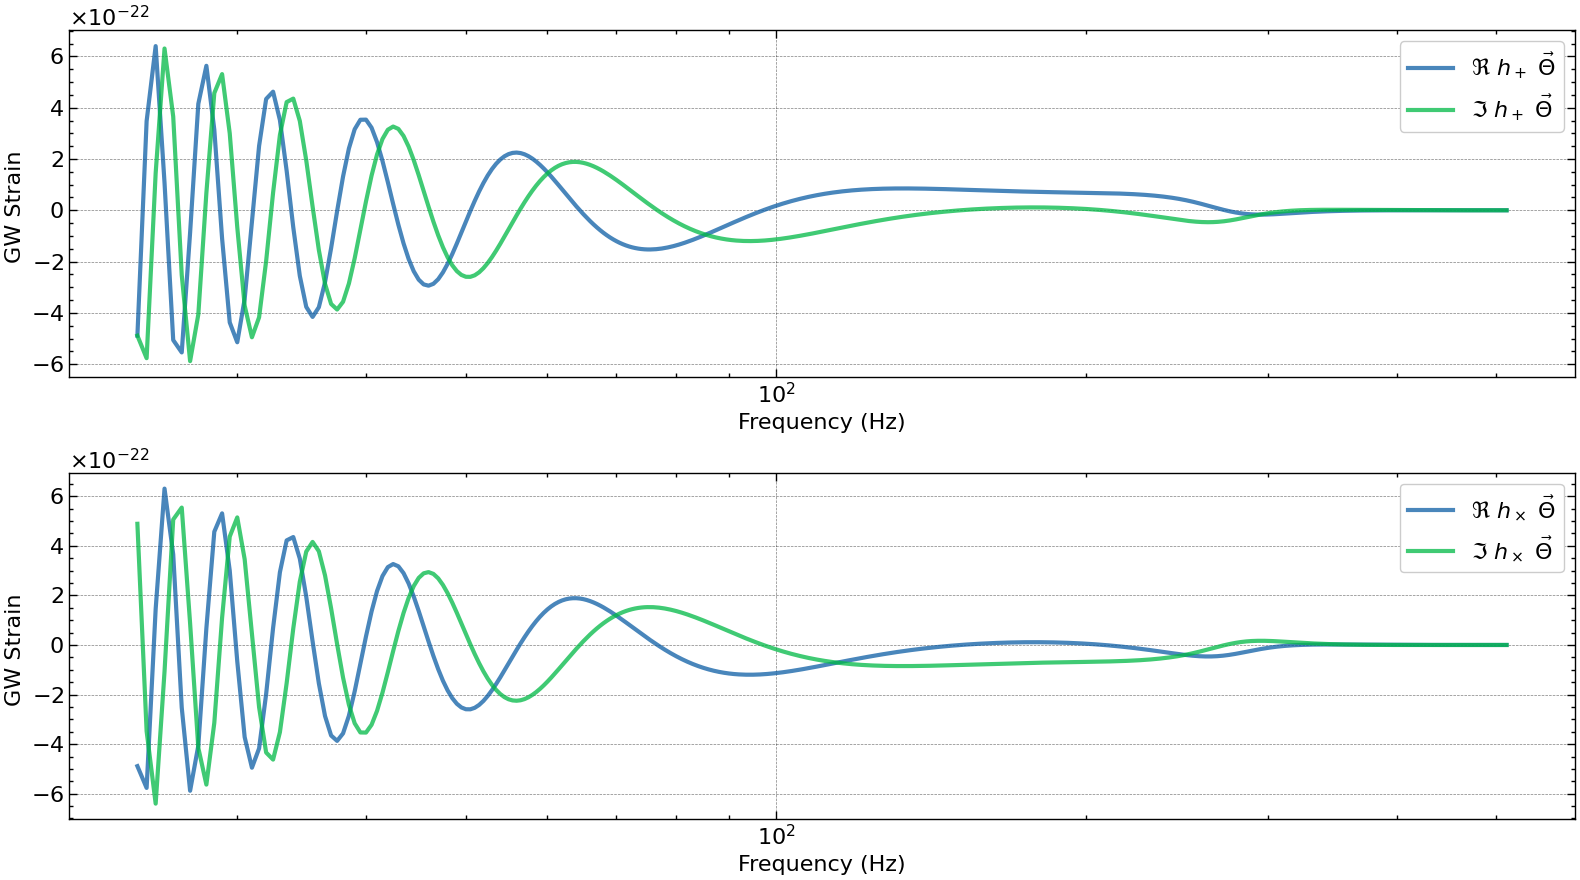 ×10⁻²²
6
4
2
0
−2
−4
−6
GW Strain
ℜ h₊ Θ⃗
ℑ h₊ Θ⃗
10²
Frequency (Hz)
×10⁻²²
6
4
2
0
−2
−4
−6
GW Strain
ℜ h× Θ⃗
ℑ h× Θ⃗
10²
Frequency (Hz)